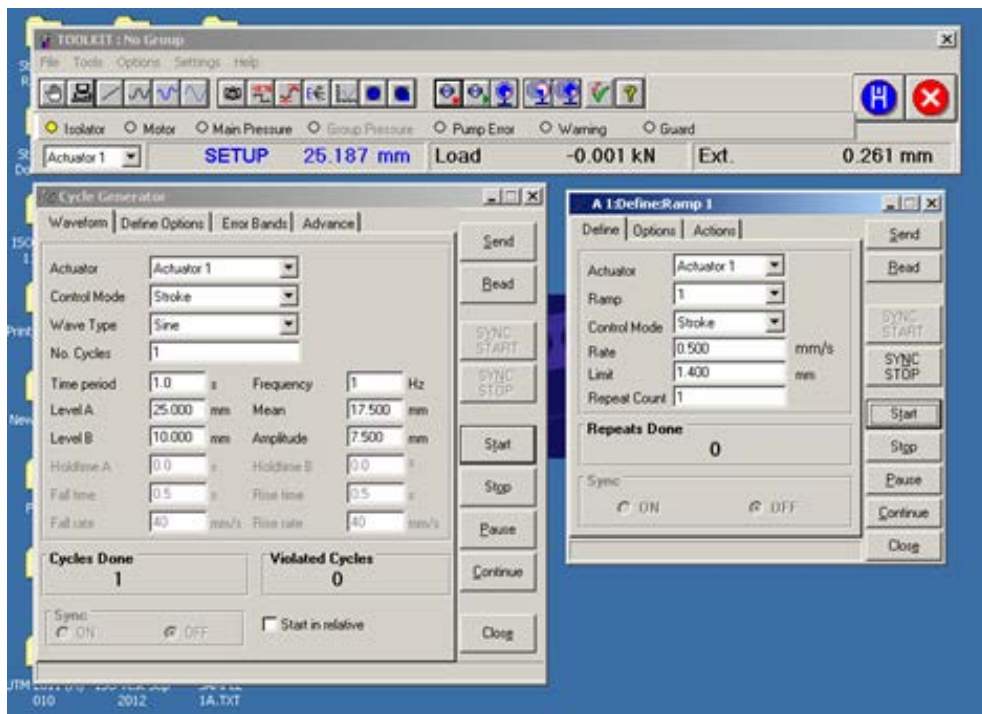 TOOLKIT : No Group
File Tools Options Settings Help
Isolator Motor Main Pressure Group Pressure Pump Error Warning Guard
Actuator 1 SETUP 25.187 mm Load -0.001 kN Ext. 0.261 mm
Cycle Generator
Waveform Define Options Error Bands Advance
Actuator Actuator 1
Control Mode Stroke
Wave Type Sine
No. Cycles 1
Time period 1.0 s Frequency 1 Hz
Level A 25.000 mm Mean 17.500 mm
Level B 10.000 mm Amplitude 7.500 mm
Holdtime A 0.0 s Holdtime B 0.0 s
Fall time 0.5 s Rise time 0.5 s
Fall rate 40 mm/s Rise rate 40 mm/s
Cycles Done Violated Cycles
1 0
Sync
ON OFF Start in relative
Send
Read
SYNC START
SYNC STOP
Start
Stop
Pause
Continue
Close
A 1:Define:Ramp 1
Define Options Actions
Actuator Actuator 1
Ramp 1
Control Mode Stroke
Rate 0.500 mm/s
Limit 1.400 mm
Repeat Count 1
Repeats Done
0
Sync
ON OFF
Send
Read
SYNC START
SYNC STOP
Start
Stop
Pause
Continue
Close
010 2012 1A.TXT